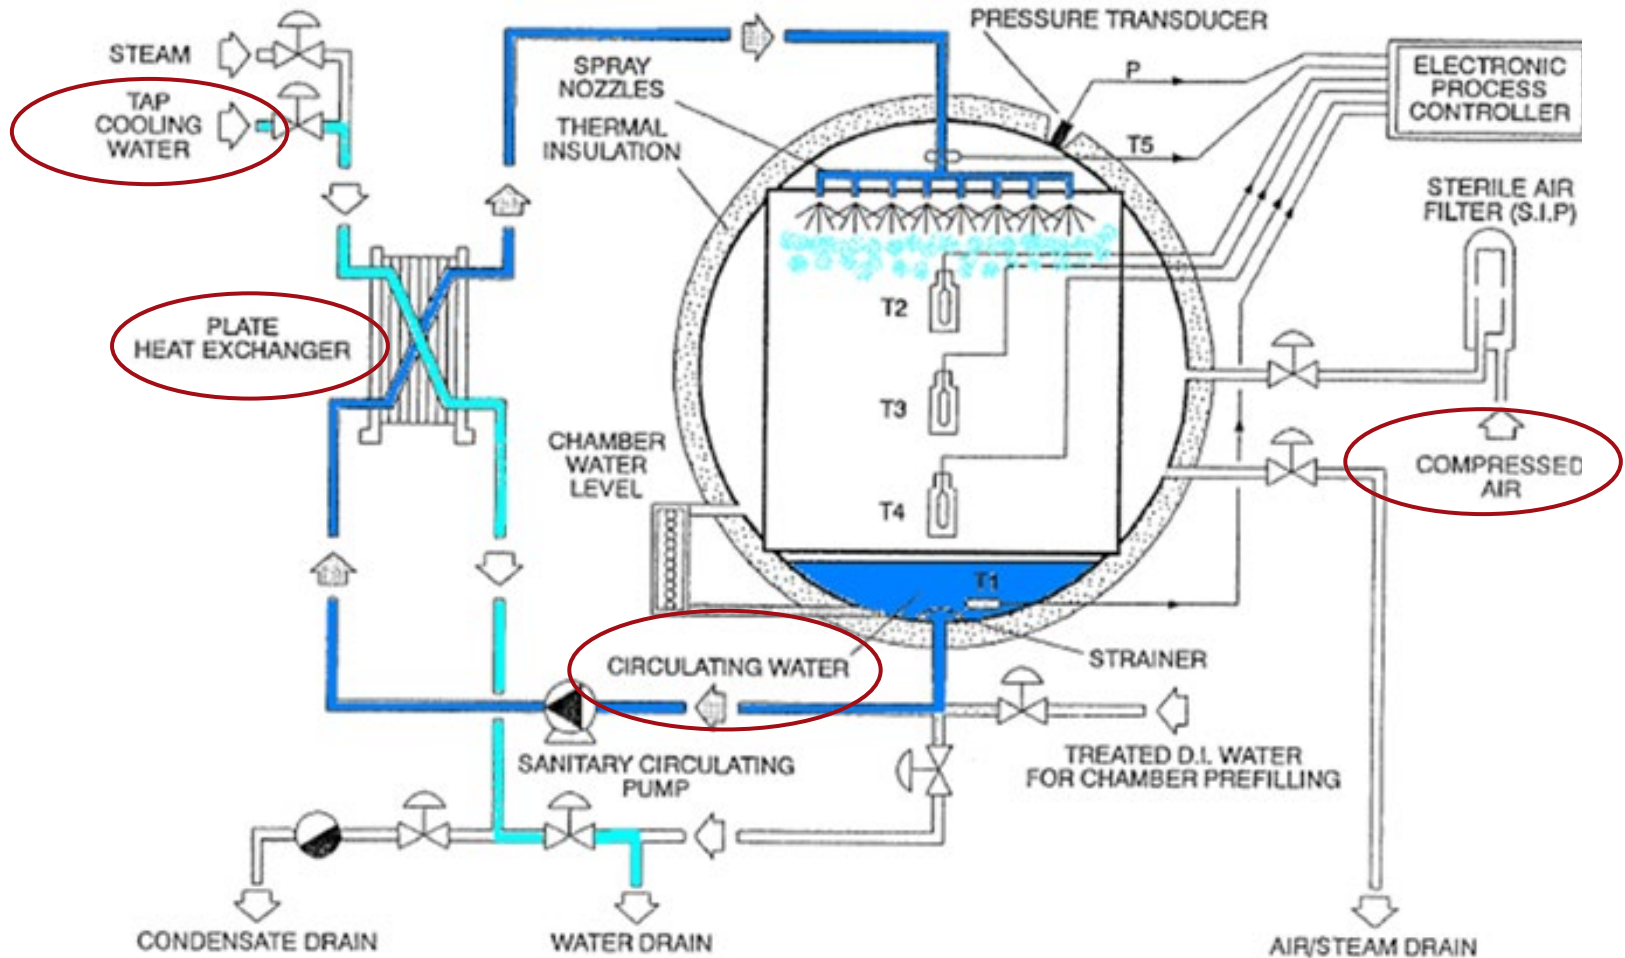 PRESSURE TRANSDUCER
STEAM
TAP
COOLING
WATER
SPRAY
NOZZLES
THERMAL
INSULATION
P
T5
ELECTRONIC
PROCESS
CONTROLLER
STERILE AIR
FILTER (S.I.P)
PLATE
HEAT EXCHANGER
T2
T3
T4
CHAMBER
WATER
LEVEL
COMPRESSED
AIR
T1
CIRCULATING WATER
STRAINER
SANITARY CIRCULATING
PUMP
TREATED D.I. WATER
FOR CHAMBER PREFILLING
CONDENSATE DRAIN
WATER DRAIN
AIR/STEAM DRAIN